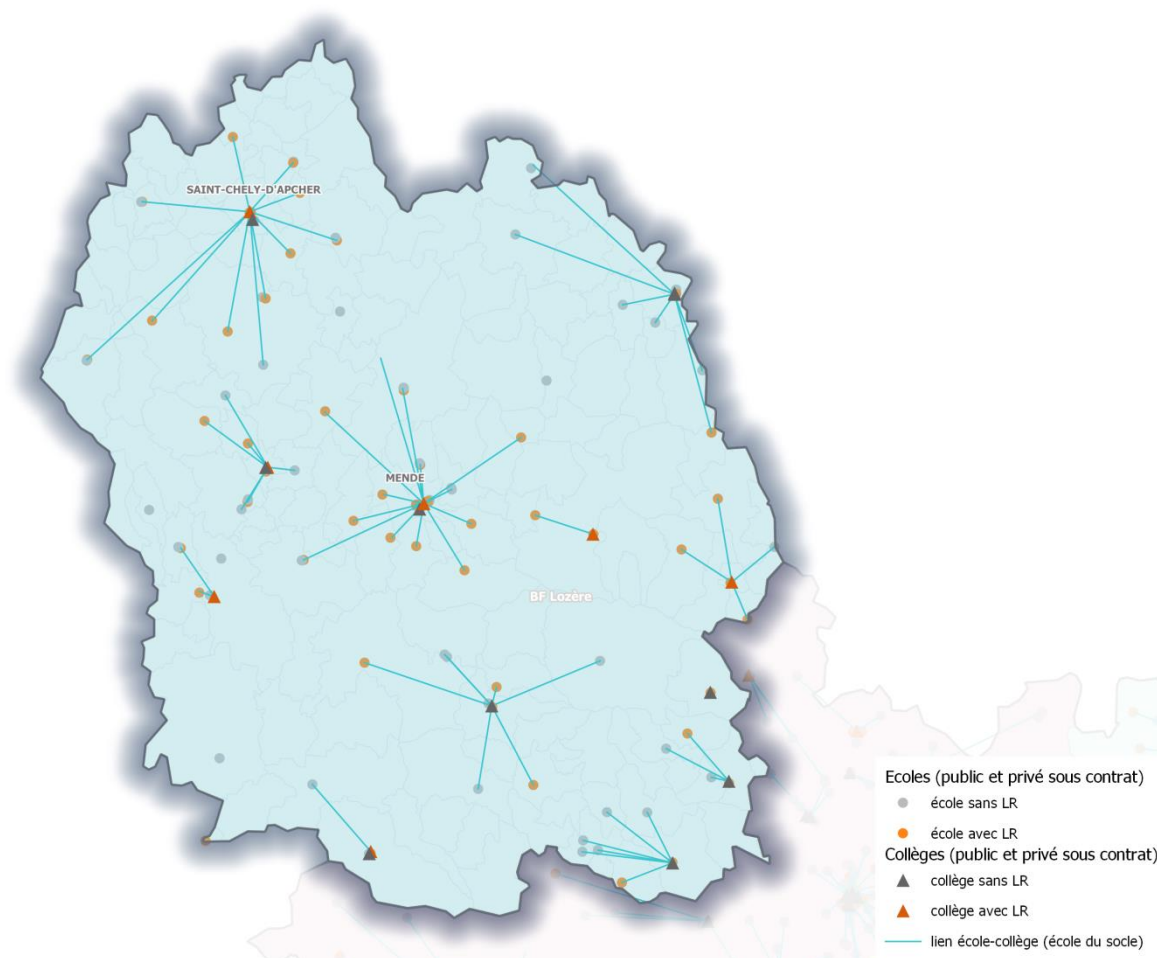 SAINT-CHELY-D'APCHER
MENDE
BF Lozère
Ecoles (public et privé sous contrat)
école sans LR
école avec LR
Collèges (public et privé sous contrat)
collège sans LR
collège avec LR
lien école-collège (école du socle)